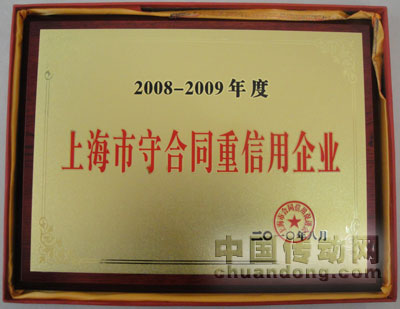 2008-2009年度
上海市守合同重信用企业
二〇一〇年八月
中国传动网
chuandong.com